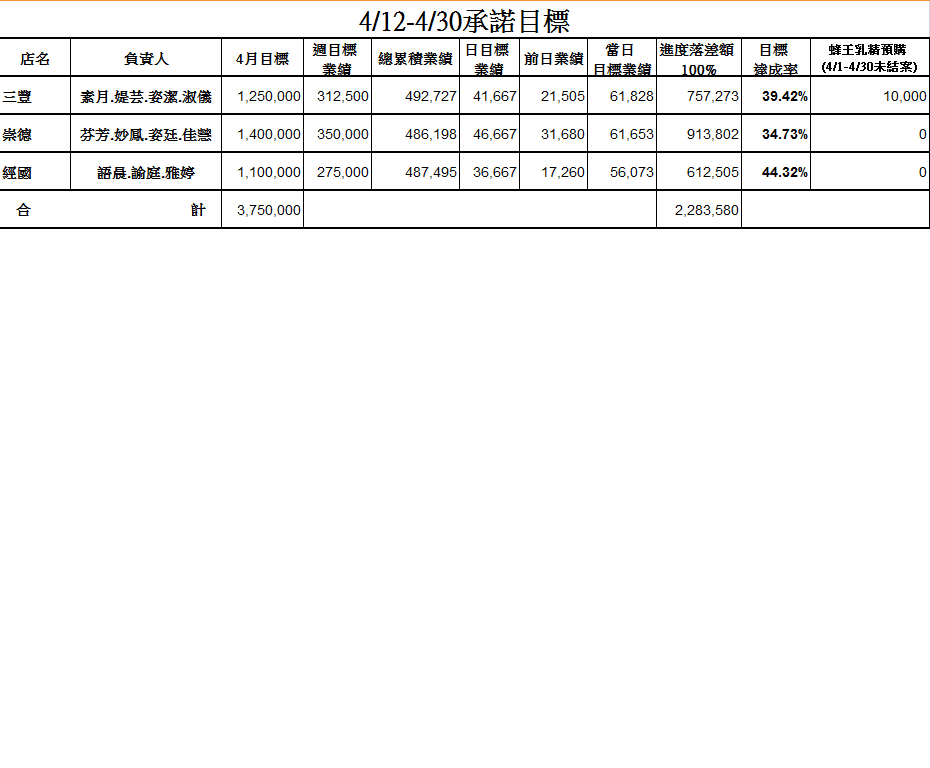 4/12-4/30承諾目標
店名 負責人 4月目標 週目標業績 總累積業績 日目標業績 前日業績 當日目標業績 進度落差額100% 目標達成率 蜂王乳精預購(4/1-4/30未結案)
三豐 素月.媞芸.姿潔.淑儀 1,250,000 312,500 492,727 41,667 21,505 61,828 757,273 39.42% 10,000
崇德 芬芳.妙鳳.姿廷.佳慧 1,400,000 350,000 486,198 46,667 31,680 61,653 913,802 34.73% 0
經國 語晨.諭庭.雅婷 1,100,000 275,000 487,495 36,667 17,260 56,073 612,505 44.32% 0
合 計 3,750,000 2,283,580